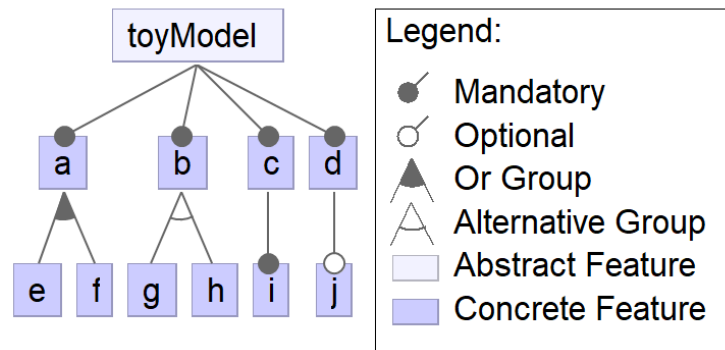 toyModel
a b c d
e f g h i j
Legend:
Mandatory
Optional
Or Group
Alternative Group
Abstract Feature
Concrete Feature